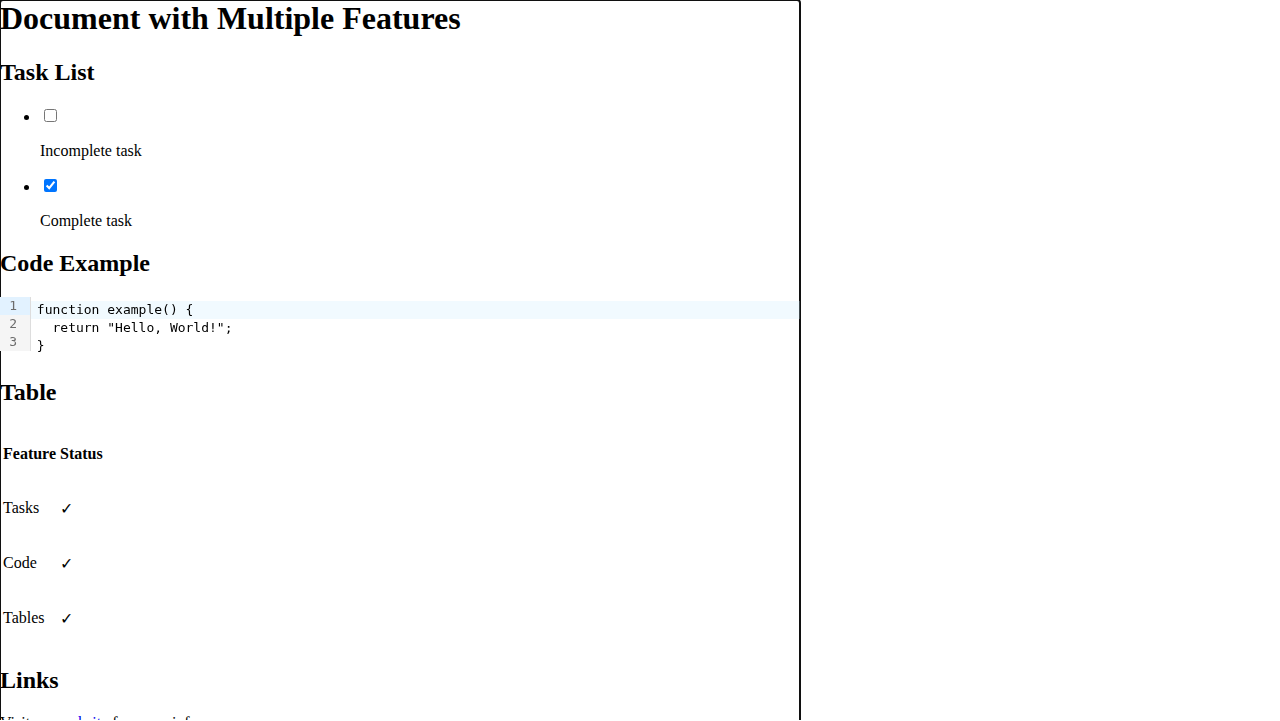 Document with Multiple Features
Task List
Incomplete task
Complete task
Code Example
1 function example() {
2   return "Hello, World!";
3 }
Table
Feature Status
Tasks ✓
Code ✓
Tables ✓
Links